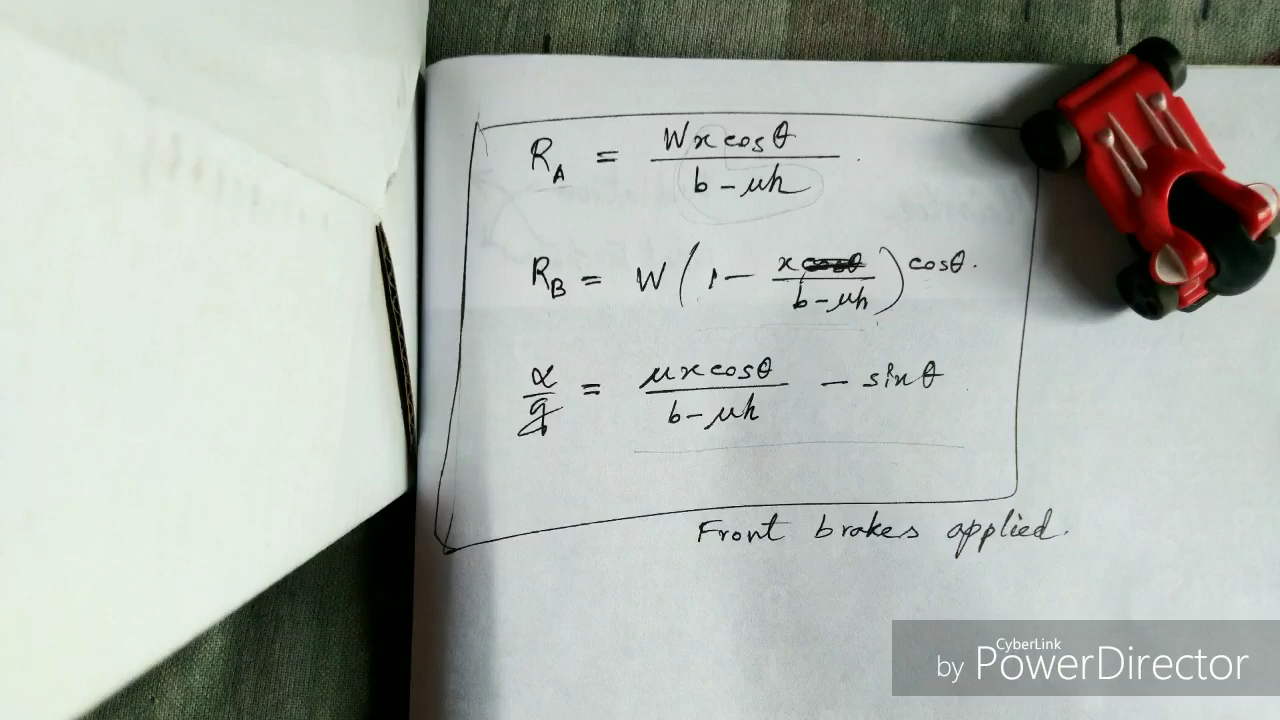 R_A = Wx cosθ / (b - μh) .
R_B = W (1 - x / (b - μh)) cosθ.
α/g = μx cosθ / (b - μh) - sinθ
Front brakes applied.
CyberLink
by PowerDirector